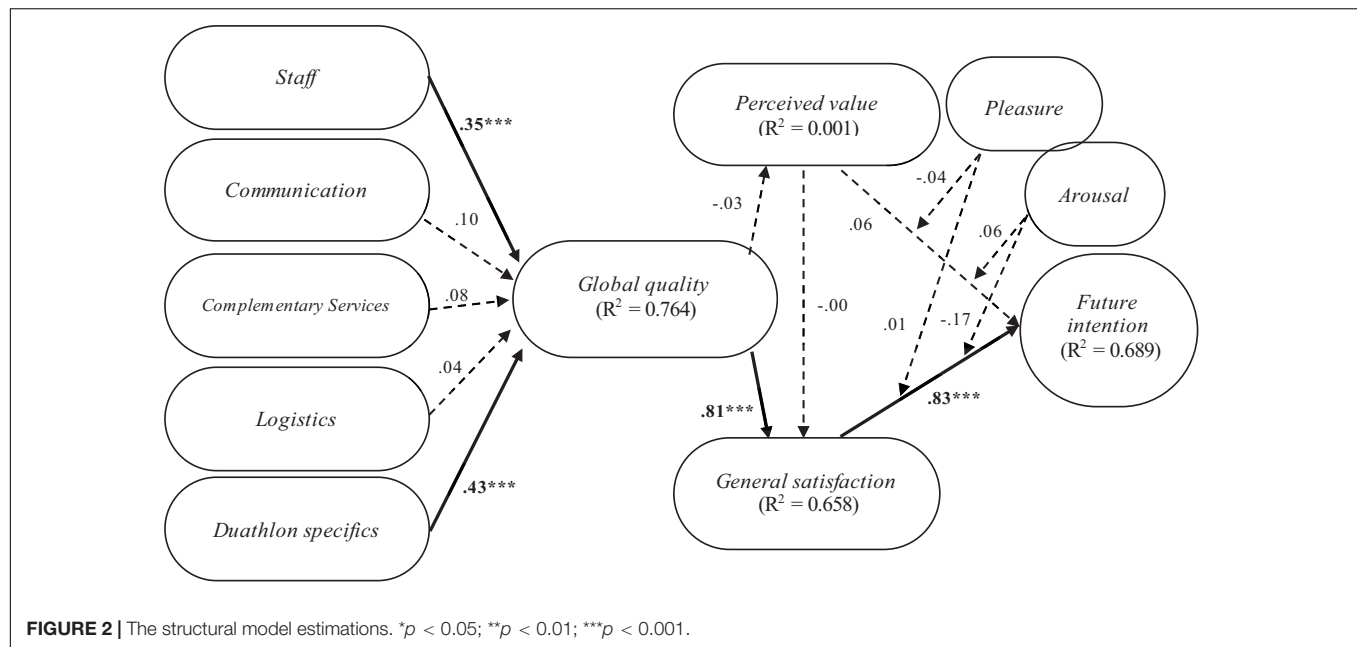 Staff
Communication
Complementary Services
Logistics
Duathlon specifics
.35***
.10
.08
.04
.43***
Global quality
(R² = 0.764)
-.03
.81***
Perceived value
(R² = 0.001)
-.00
General satisfaction
(R² = 0.658)
Pleasure
Arousal
-.04
.06
.06
.01
-.17
.83***
Future
intention
(R² = 0.689)
FIGURE 2 | The structural model estimations. *p < 0.05; **p < 0.01; ***p < 0.001.